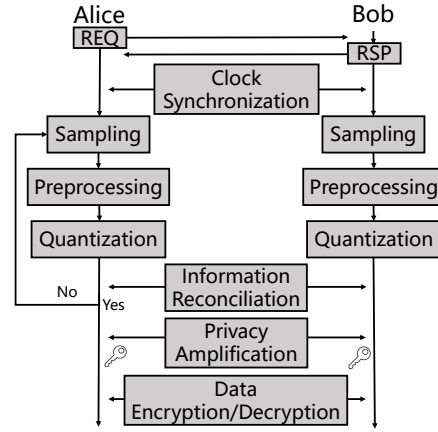 Alice
Bob
REQ
RSP
Clock
Synchronization
Sampling
Sampling
Preprocessing
Preprocessing
Quantization
Quantization
Information
Reconciliation
No
Yes
Privacy
Amplification
Data
Encryption/Decryption